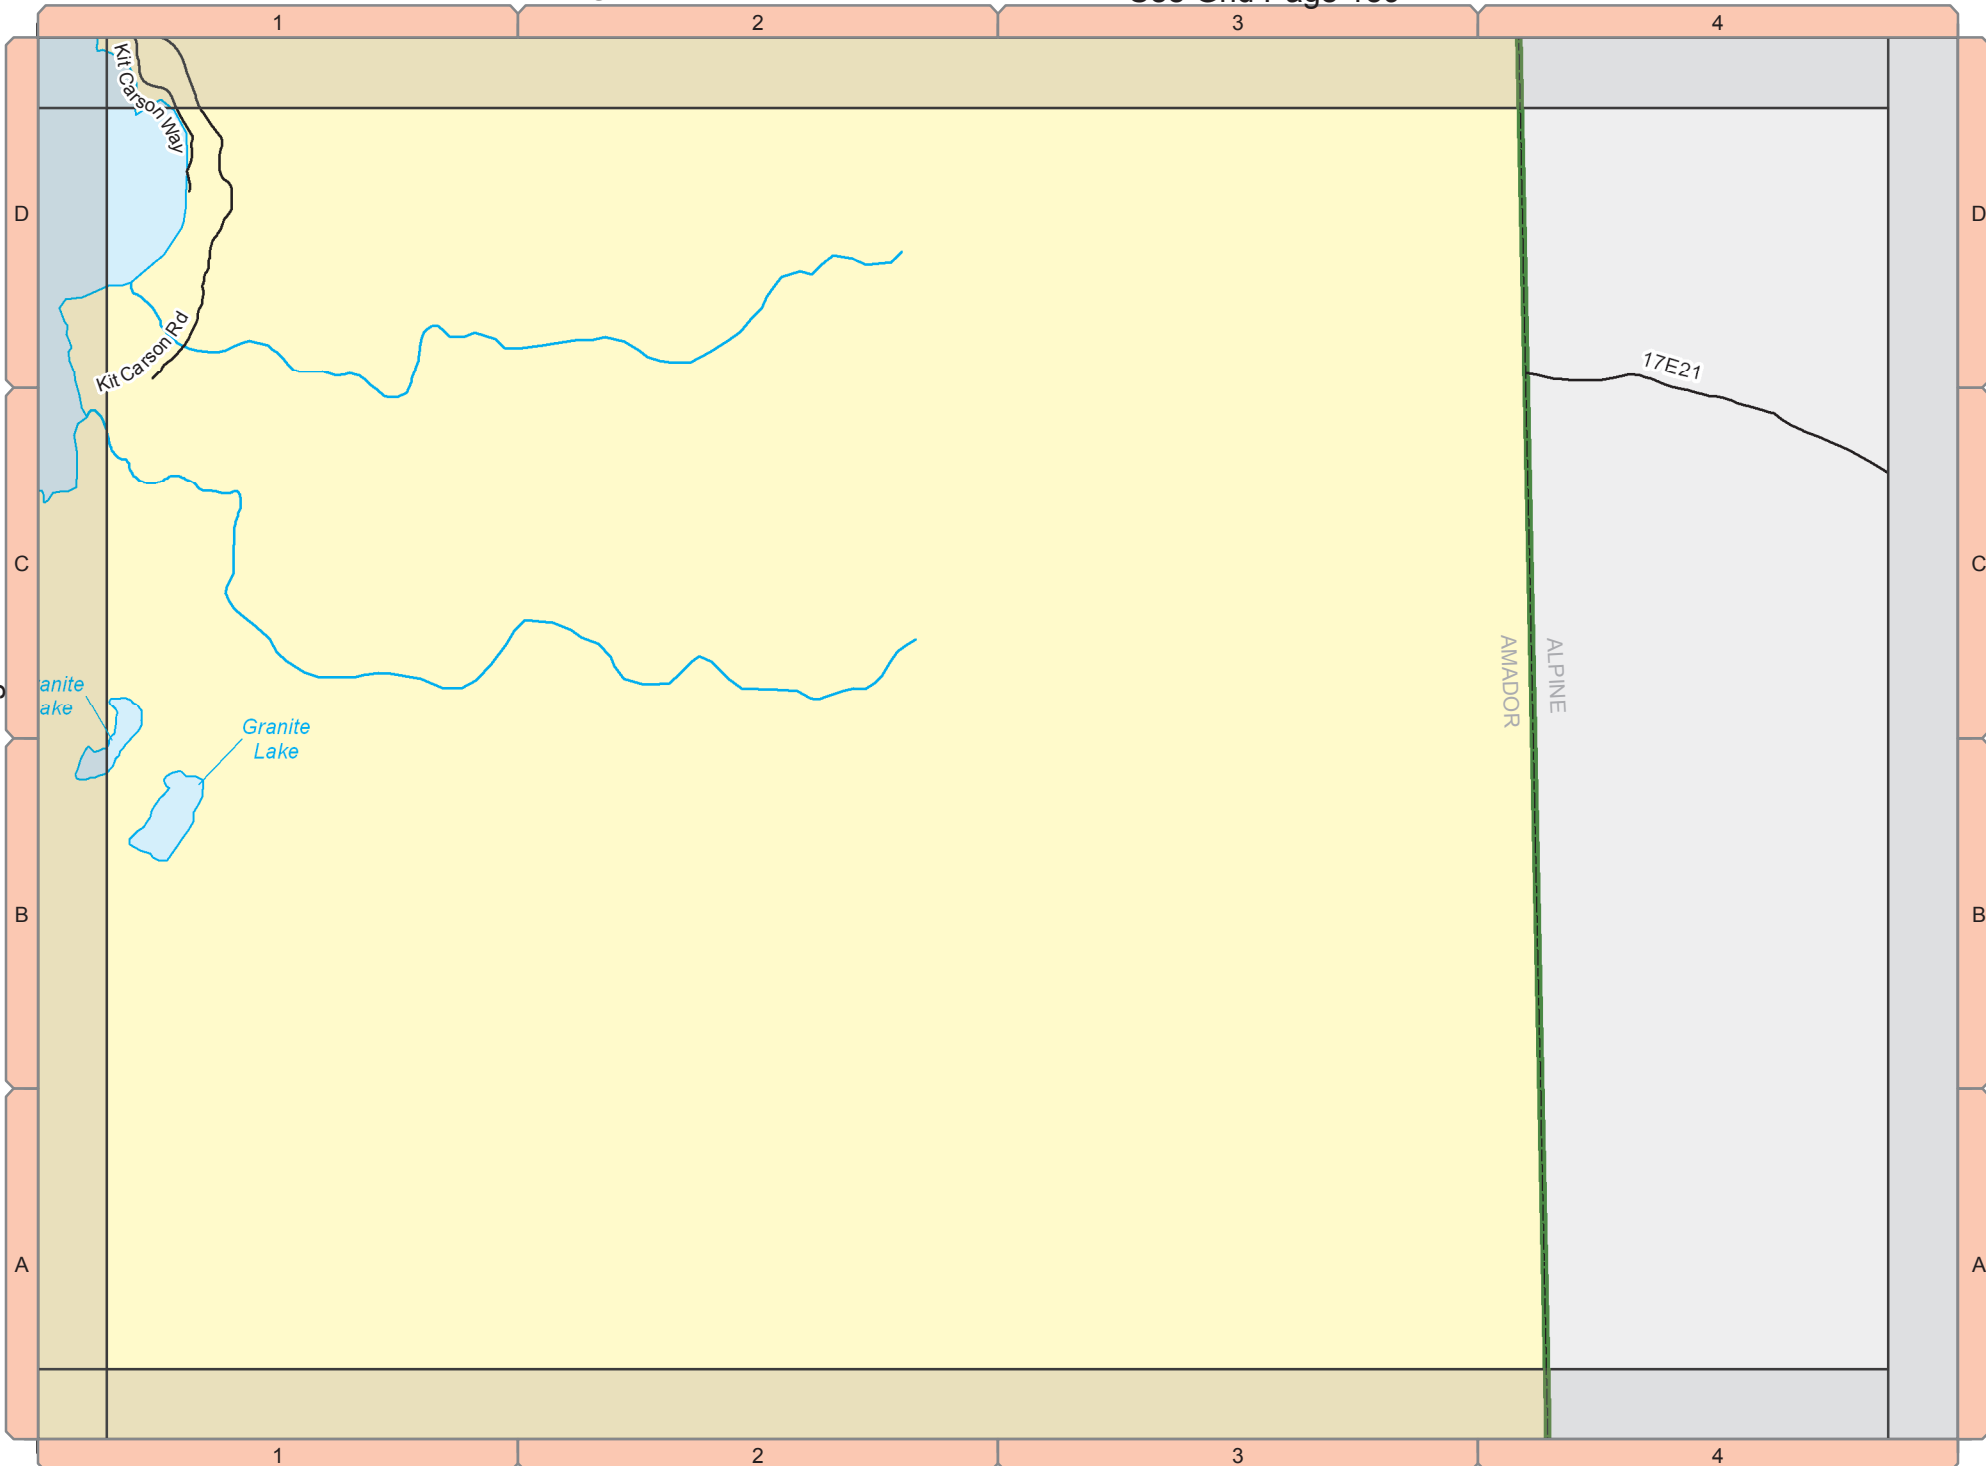 1 2 3 4
Kit Carson Way
D D
Kit Carson Rd
17E21
C C
AMADOR
ALPINE
anite
ake
Granite
Lake
B B
A A
1 2 3 4